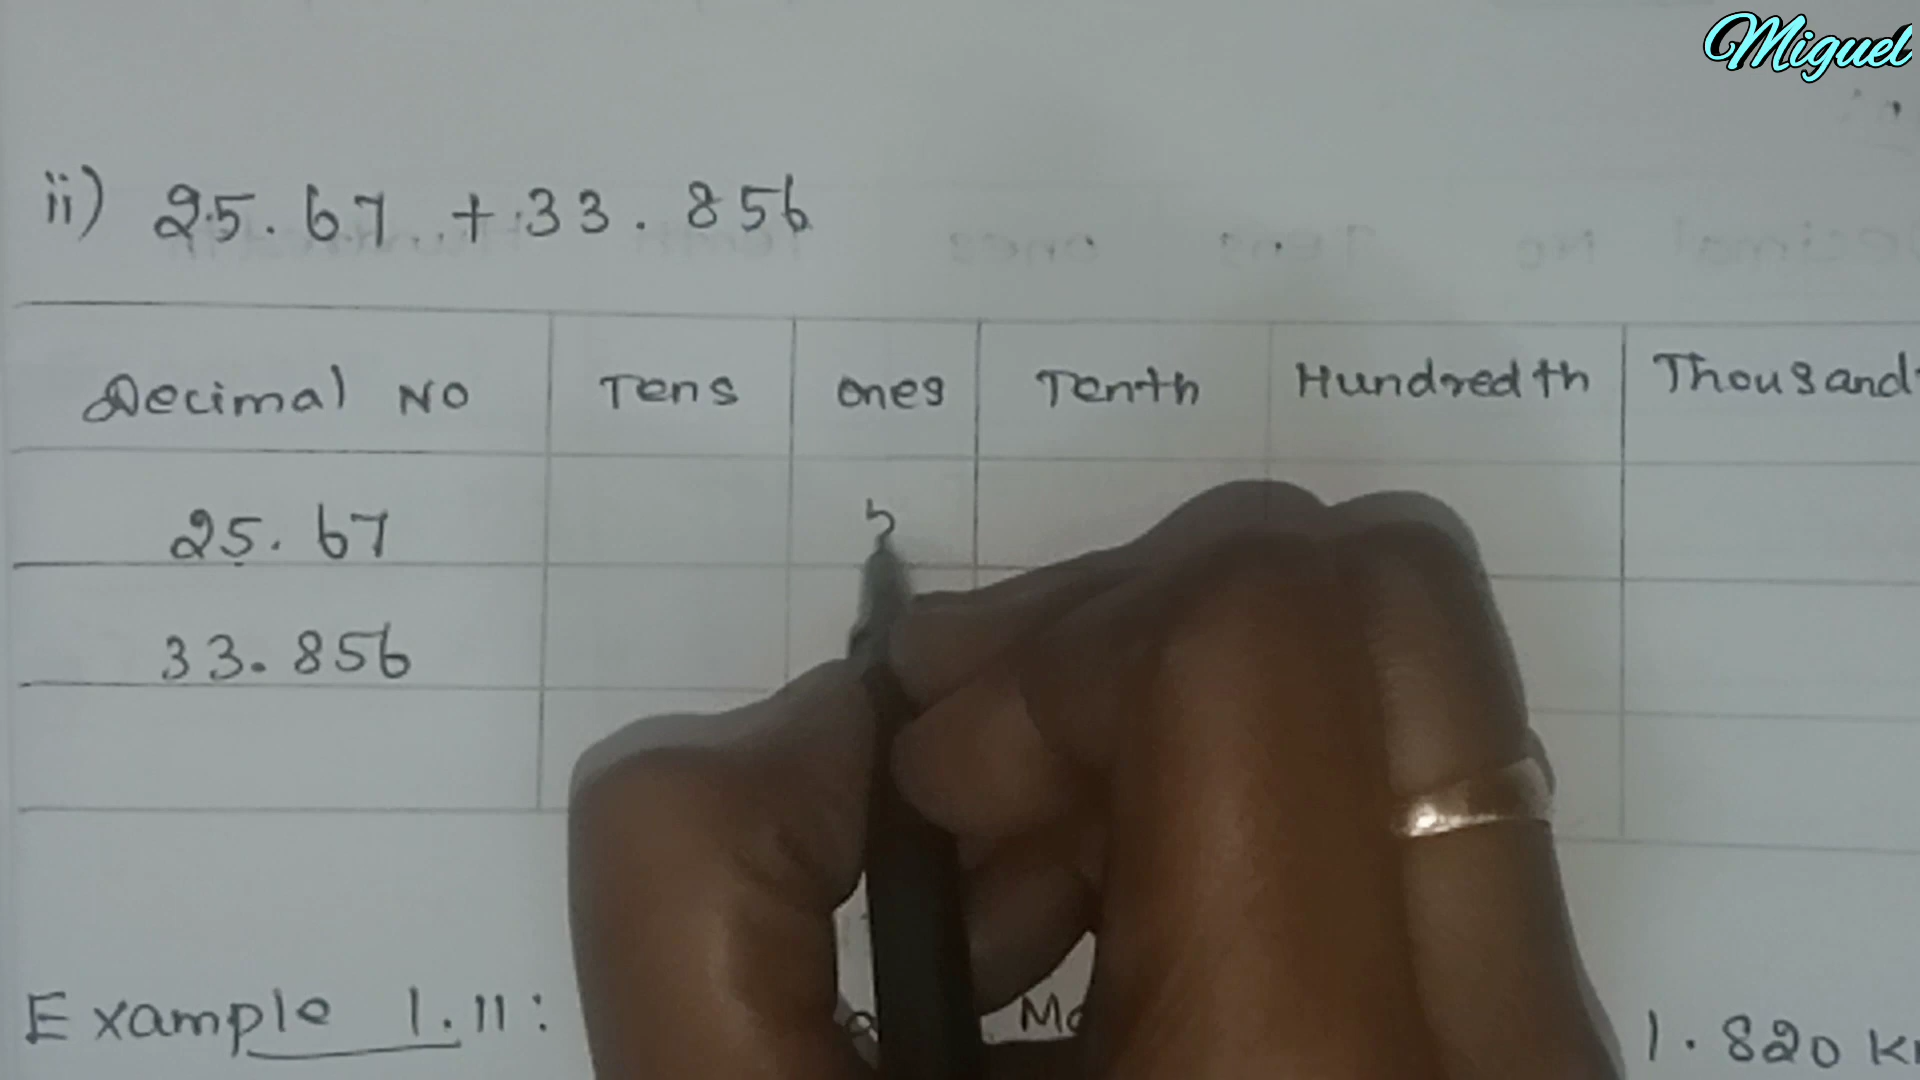 Miguel
ii) 25.67 + 33.856
Decimal No Tens ones Tenth Hundredth Thousand
25.67 5
33.856
Example 1.11: 1.820